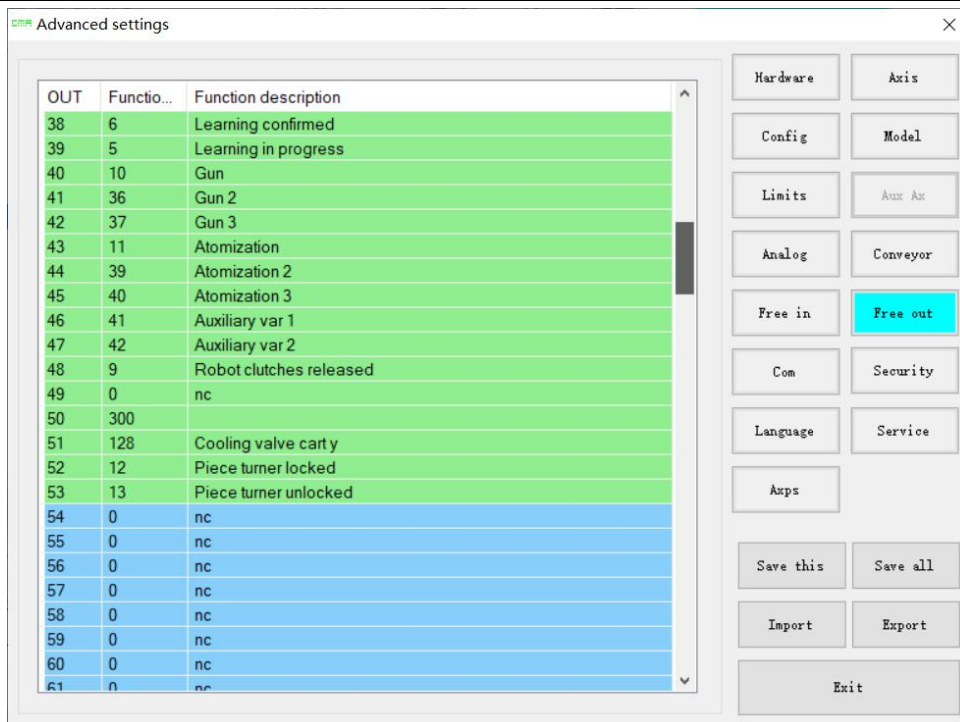 CMA Advanced settings
OUT Functio... Function description
38 6 Learning confirmed
39 5 Learning in progress
40 10 Gun
41 36 Gun 2
42 37 Gun 3
43 11 Atomization
44 39 Atomization 2
45 40 Atomization 3
46 41 Auxiliary var 1
47 42 Auxiliary var 2
48 9 Robot clutches released
49 0 nc
50 300
51 128 Cooling valve cart y
52 12 Piece turner locked
53 13 Piece turner unlocked
54 0 nc
55 0 nc
56 0 nc
57 0 nc
58 0 nc
59 0 nc
60 0 nc
61 0 nc
Hardware Axis
Config Model
Limits Aux Ax
Analog Conveyor
Free in Free out
Com Security
Language Service
Axps
Save this Save all
Import Export
Exit